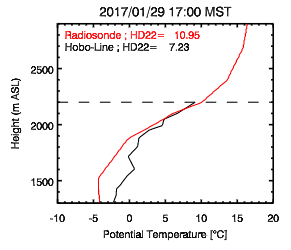 2017/01/29 17:00 MST
Radiosonde ; HD22= 10.95
Hobo-Line ; HD22= 7.23
2500
2000
1500
Height (m ASL)
-10 -5 0 5 10 15 20
Potential Temperature [°C]